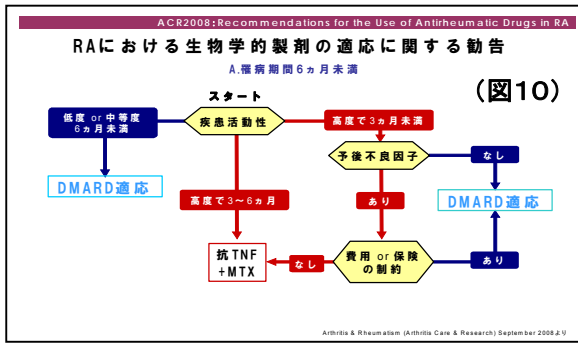 ACR2008:Recommendations for the Use of Antirheumatic Drugs in RA
RAにおける生物学的製剤の適応に関する勧告
A.罹病期間6ヵ月未満
(図10)
スタート
低度 or 中等度
6ヵ月未満
疾患活動性
高度で3ヵ月未満
予後不良因子
なし
DMARD適応
高度で3〜6ヵ月
あり
DMARD適応
抗TNF
+MTX
なし
費用 or 保険
の制約
あり
Arthritis & Rheumatism (Arthritis Care & Research) September 2008より